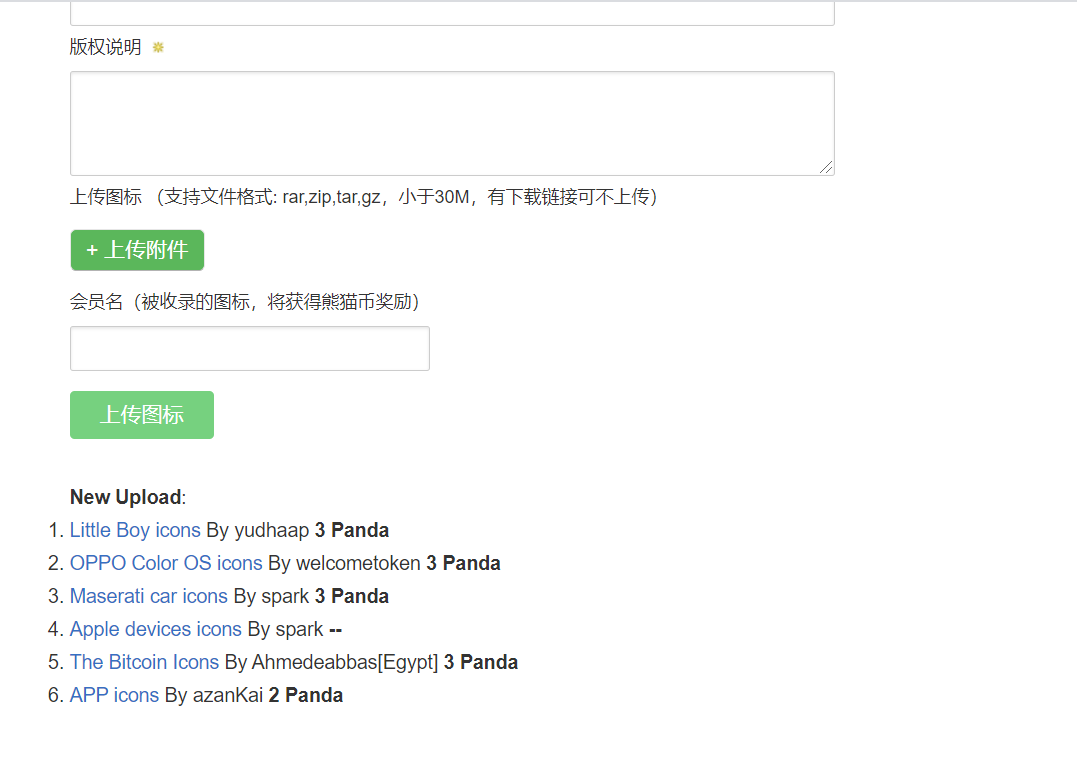 版权说明
上传图标 （支持文件格式: rar,zip,tar,gz，小于30M，有下载链接可不上传）
+ 上传附件
会员名（被收录的图标，将获得熊猫币奖励）
上传图标
New Upload:
1. Little Boy icons By yudhaap 3 Panda
2. OPPO Color OS icons By welcometoken 3 Panda
3. Maserati car icons By spark 3 Panda
4. Apple devices icons By spark --
5. The Bitcoin Icons By Ahmedeabbas[Egypt] 3 Panda
6. APP icons By azanKai 2 Panda